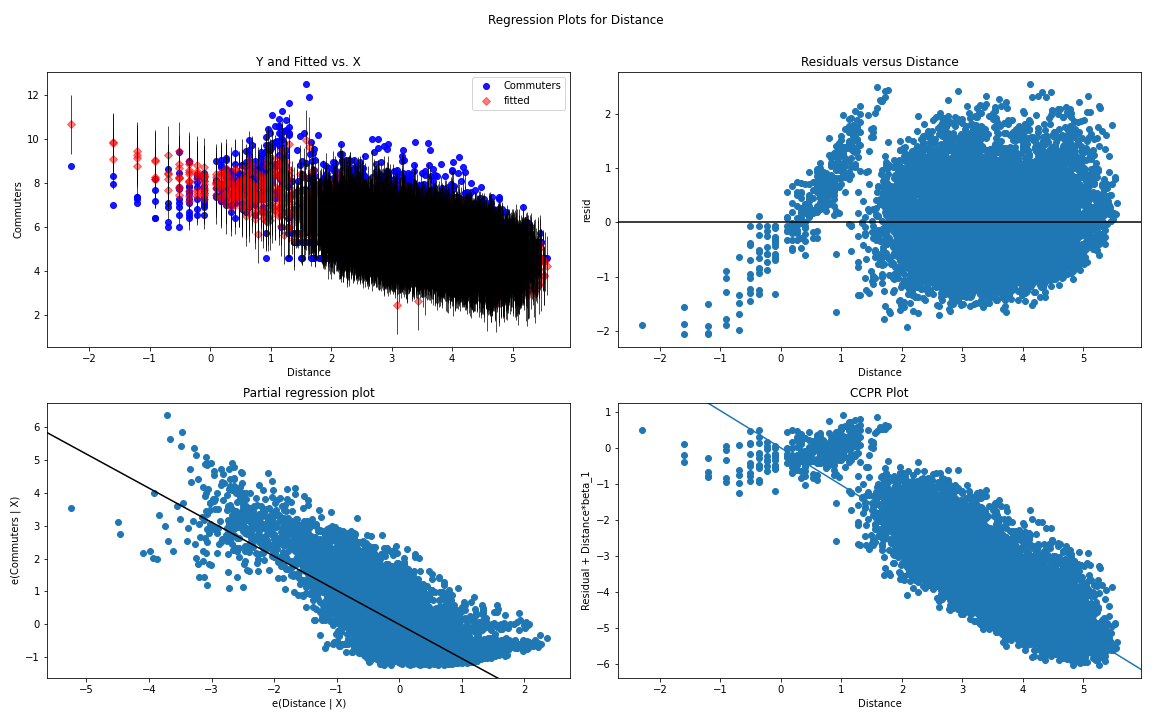 Regression Plots for Distance
Y and Fitted vs. X
Commuters
fitted
12
10
8
6
4
2
Commuters
−2 −1 0 1 2 3 4 5
Distance
Residuals versus Distance
2
1
0
−1
−2
resid
−2 −1 0 1 2 3 4 5
Distance
Partial regression plot
6
5
4
3
2
1
0
−1
e(Commuters | X)
−5 −4 −3 −2 −1 0 1 2
e(Distance | X)
CCPR Plot
1
0
−1
−2
−3
−4
−5
−6
Residual + Distance*beta_1
−2 −1 0 1 2 3 4 5
Distance